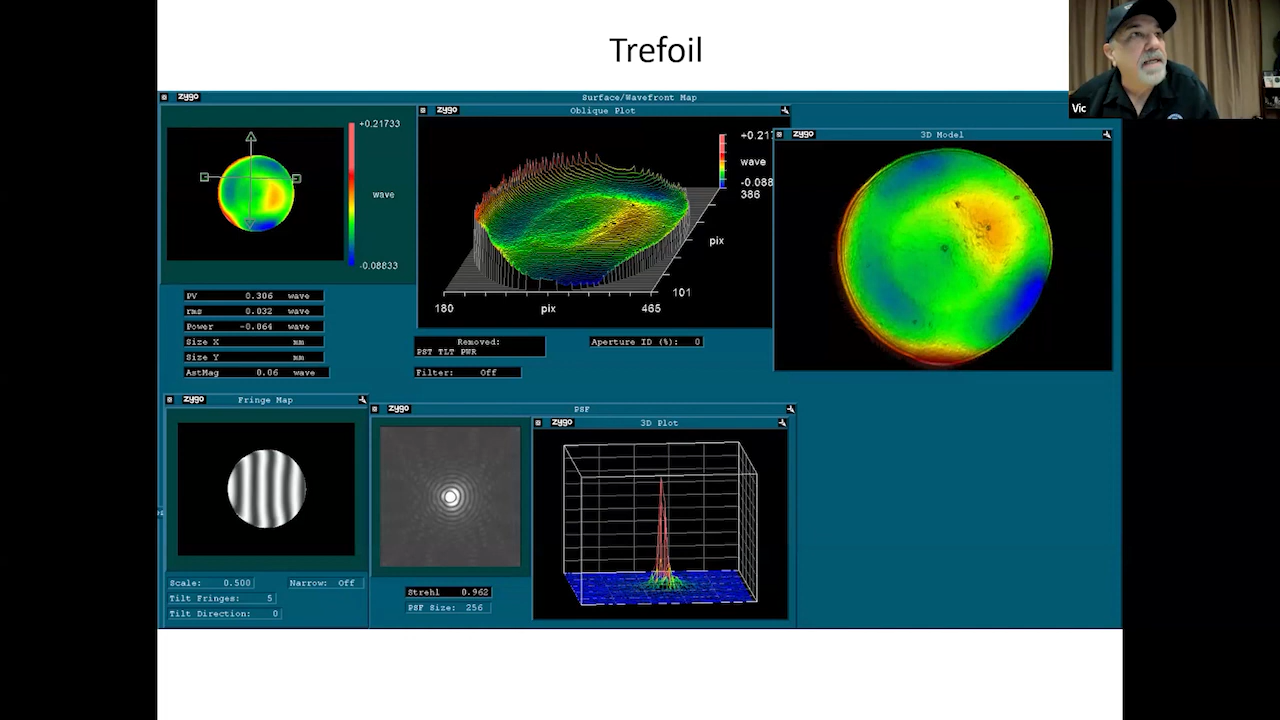 Trefoil
Vic
zygo
Surface/Wavefront Map
+0.21733
wave
-0.08833
PV 0.306 wave
rms 0.032 wave
Power -0.064 wave
Size X mm
Size Y mm
AstMag 0.06 wave
zygo
Oblique Plot
+0.217
wave
-0.088
386
pix
101
180
pix
465
Removed:
PST TLT PWR
Aperture ID (%): 0
Filter: Off
zygo
3D Model
zygo
Fringe Map
Scale: 0.500
Narrow: Off
Tilt Fringes: 5
Tilt Direction: 0
zygo
PSF
Strehl 0.962
PSF Size: 256
zygo
3D Plot